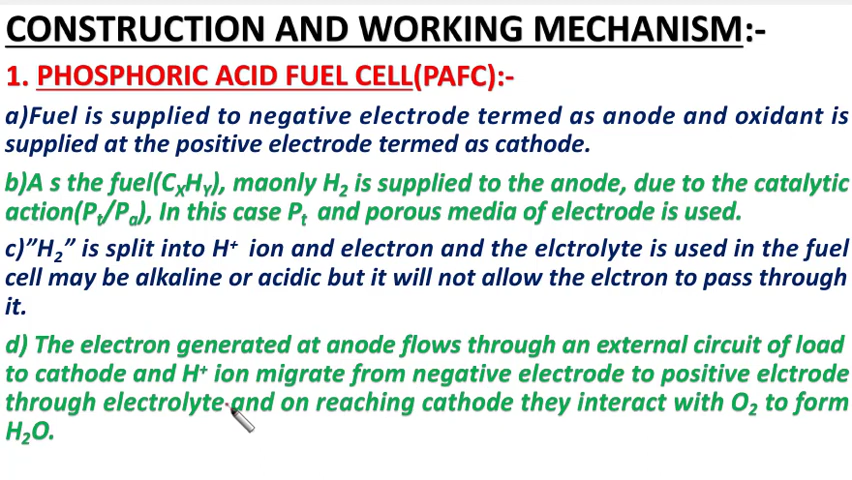 CONSTRUCTION AND WORKING MECHANISM:-
1. PHOSPHORIC ACID FUEL CELL(PAFC):-
a)Fuel is supplied to negative electrode termed as anode and oxidant is
supplied at the positive electrode termed as cathode.
b)A s the fuel(CXHY), maonly H2 is supplied to the anode, due to the catalytic
action(Pt/Pa), In this case Pt and porous media of electrode is used.
c)”H2” is split into H+ ion and electron and the elctrolyte is used in the fuel
cell may be alkaline or acidic but it will not allow the elctron to pass through
it.
d) The electron generated at anode flows through an external circuit of load
to cathode and H+ ion migrate from negative electrode to positive elctrode
through electrolyte and on reaching cathode they interact with O2 to form
H2O.